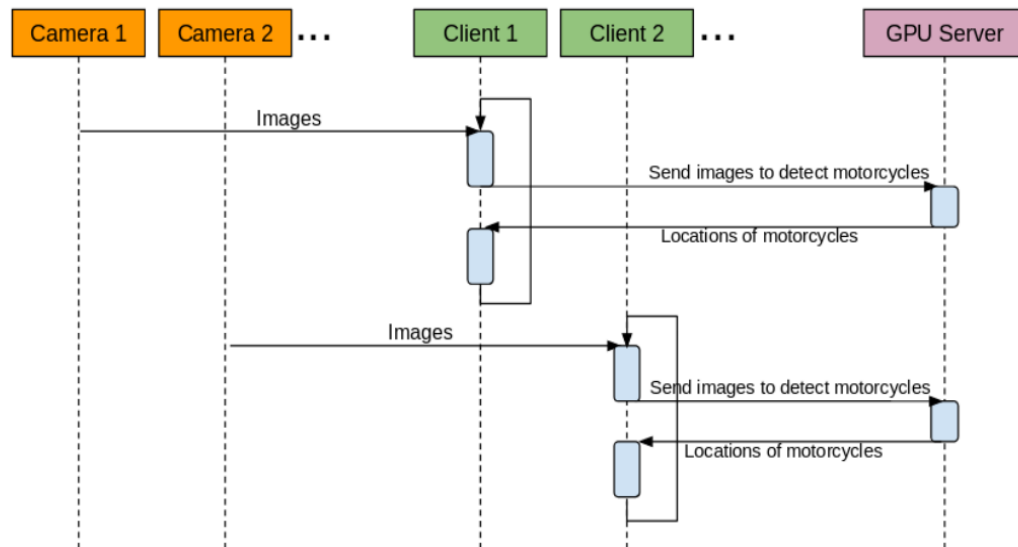 Camera 1
Camera 2
...
Client 1
Client 2
...
GPU Server
Images
Send images to detect motorcycles
Locations of motorcycles
Images
Send images to detect motorcycles
Locations of motorcycles